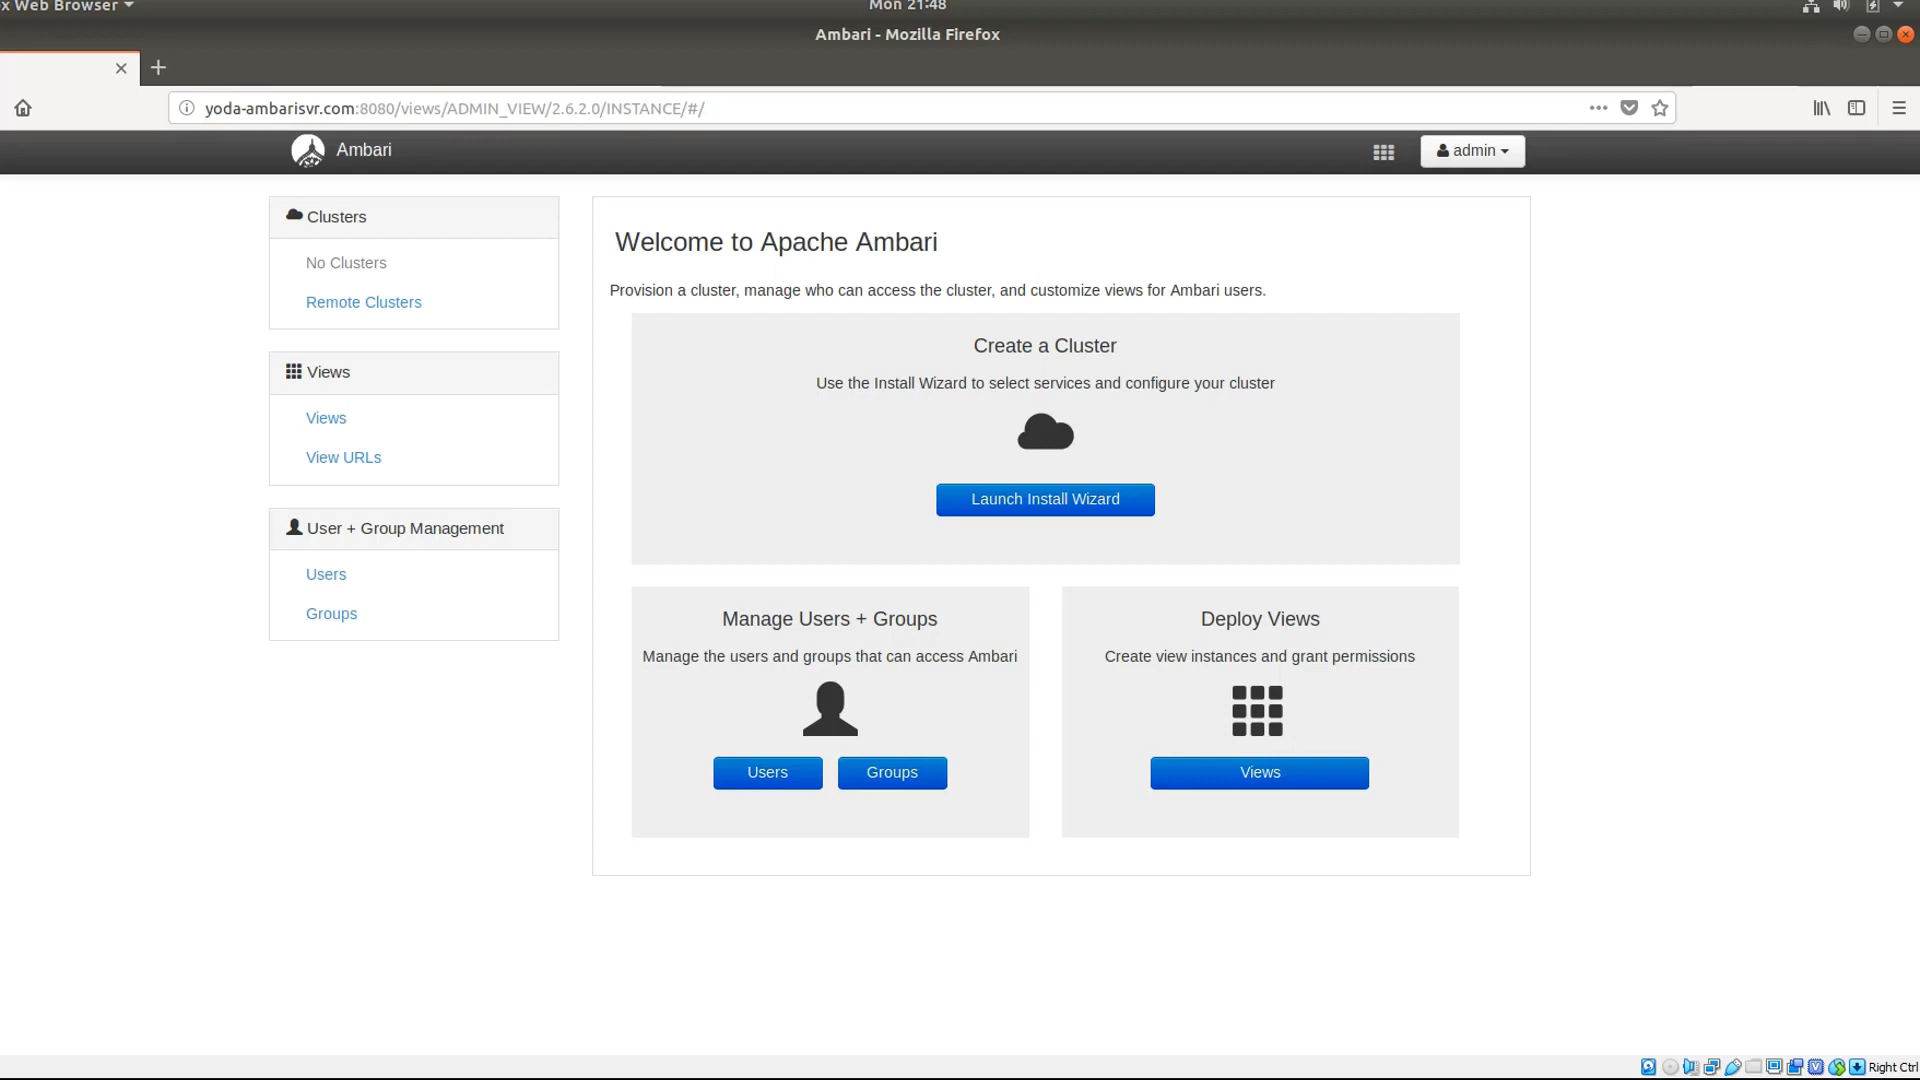 x Web Browser
Mon 21:48
Ambari - Mozilla Firefox
yoda-ambarisvr.com:8080/views/ADMIN_VIEW/2.6.2.0/INSTANCE/#/
Ambari
admin
Clusters
No Clusters
Remote Clusters
Views
Views
View URLs
User + Group Management
Users
Groups
Welcome to Apache Ambari
Provision a cluster, manage who can access the cluster, and customize views for Ambari users.
Create a Cluster
Use the Install Wizard to select services and configure your cluster
Launch Install Wizard
Manage Users + Groups
Manage the users and groups that can access Ambari
Users
Groups
Deploy Views
Create view instances and grant permissions
Views
Right Ctrl